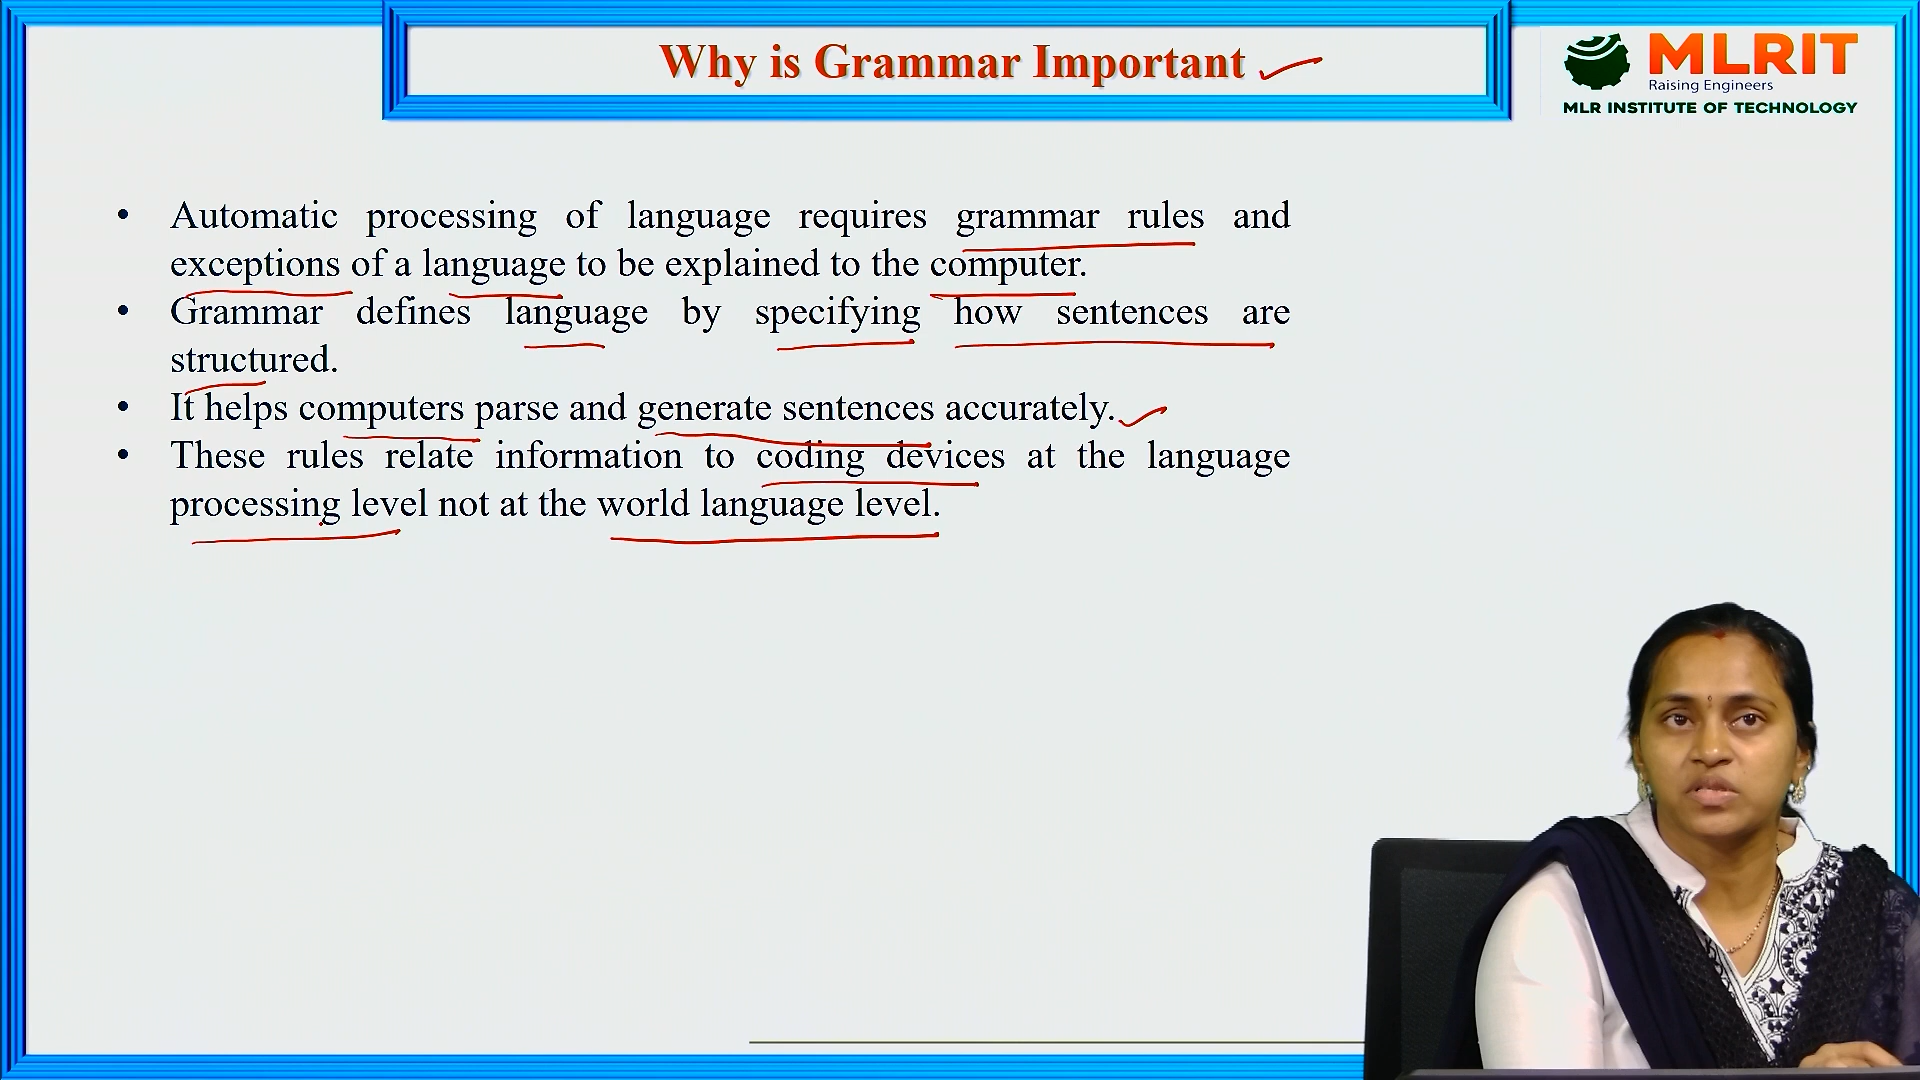 Why is Grammar Important
MLRIT
Raising Engineers
MLR INSTITUTE OF TECHNOLOGY
• Automatic processing of language requires grammar rules and
exceptions of a language to be explained to the computer.
• Grammar defines language by specifying how sentences are
structured.
• It helps computers parse and generate sentences accurately.
• These rules relate information to coding devices at the language
processing level not at the world language level.